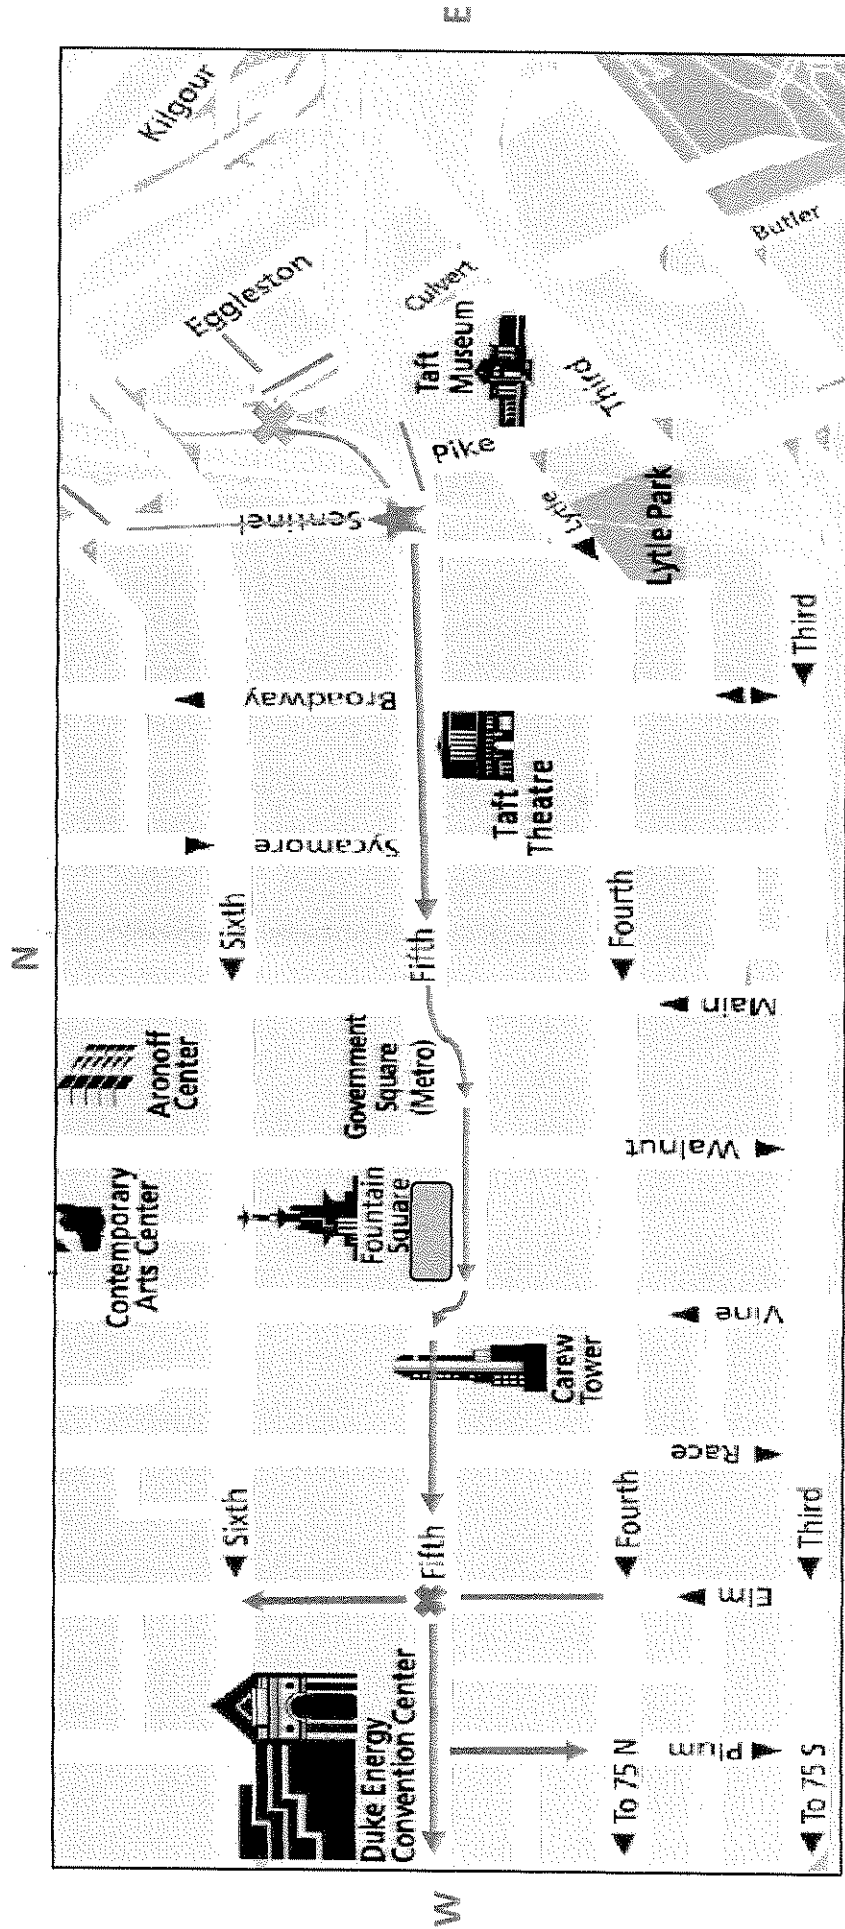 N
E
W
Contemporary
Arts Center
Aronoff
Center
Kilgour
Eggleston
Sixth
Sixth
Sycamore
Broadway
Sentinel
Duke Energy
Convention Center
Fountain
Square
Government
Square
(Metro)
Fifth
Fifth
Culvert
Pike
Taft
Museum
Carew
Tower
Taft
Theatre
Lytle
Third
Butler
To 75 N
Fourth
Fourth
Lytle Park
Plum
Elm
Race
Vine
Walnut
Main
To 75 S
Third
Third